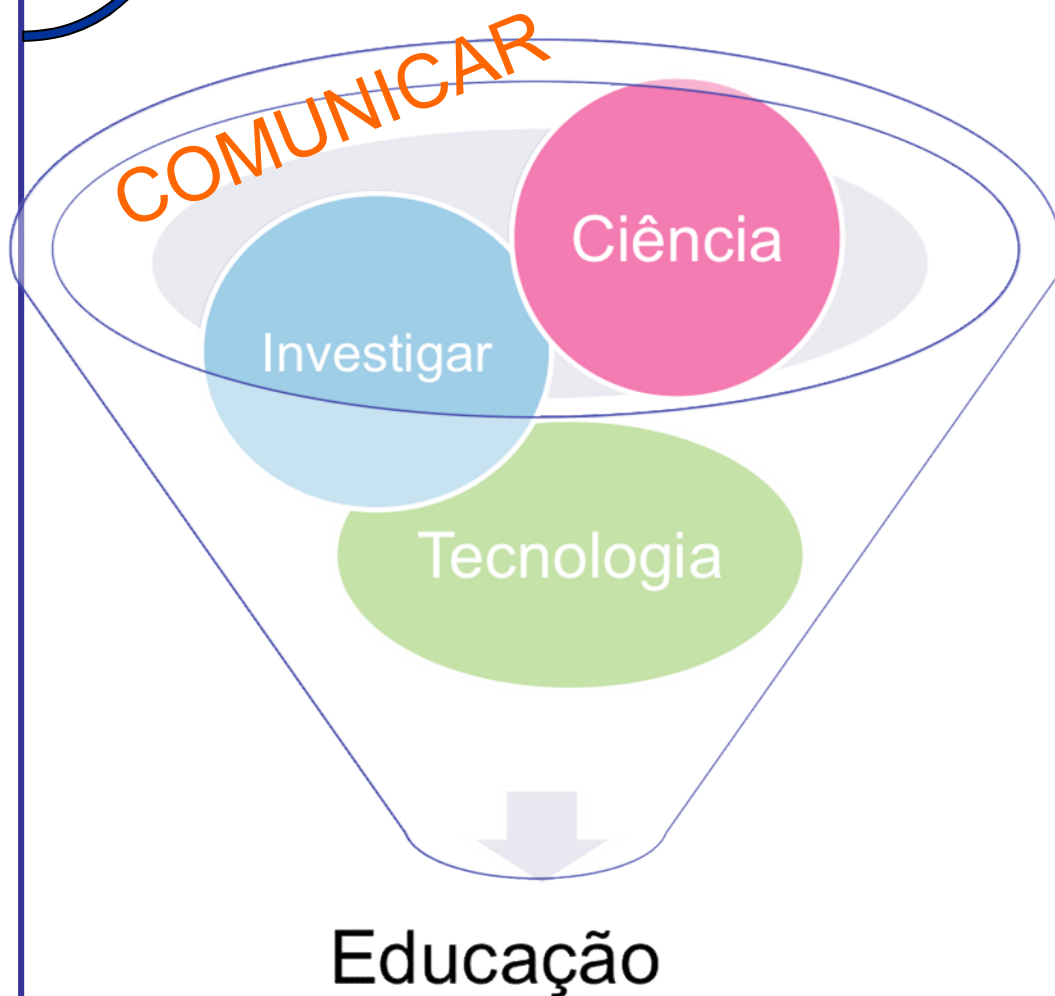 COMUNICAR
Ciência
Investigar
Tecnologia
Educação